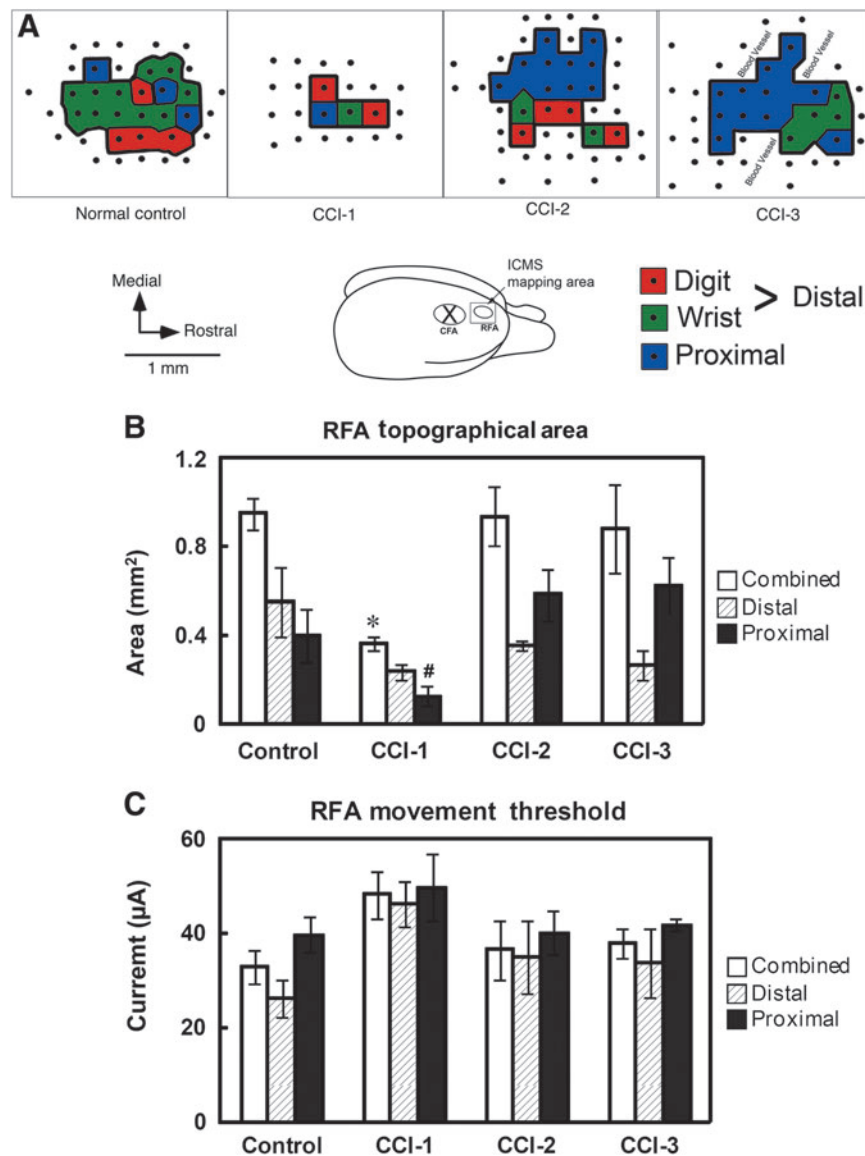 A
Blood Vessel
Blood Vessel
Blood Vessel
Normal control
CCI-1
CCI-2
CCI-3
Medial
Rostral
1 mm
ICMS
mapping area
CFA
RFA
Digit
Wrist
Proximal
> Distal
B
RFA topographical area
Area (mm²)
1.2
0.8
0.4
0
*
#
Control
CCI-1
CCI-2
CCI-3
Combined
Distal
Proximal
C
RFA movement threshold
Curremt (µA)
60
40
20
0
Control
CCI-1
CCI-2
CCI-3
Combined
Distal
Proximal